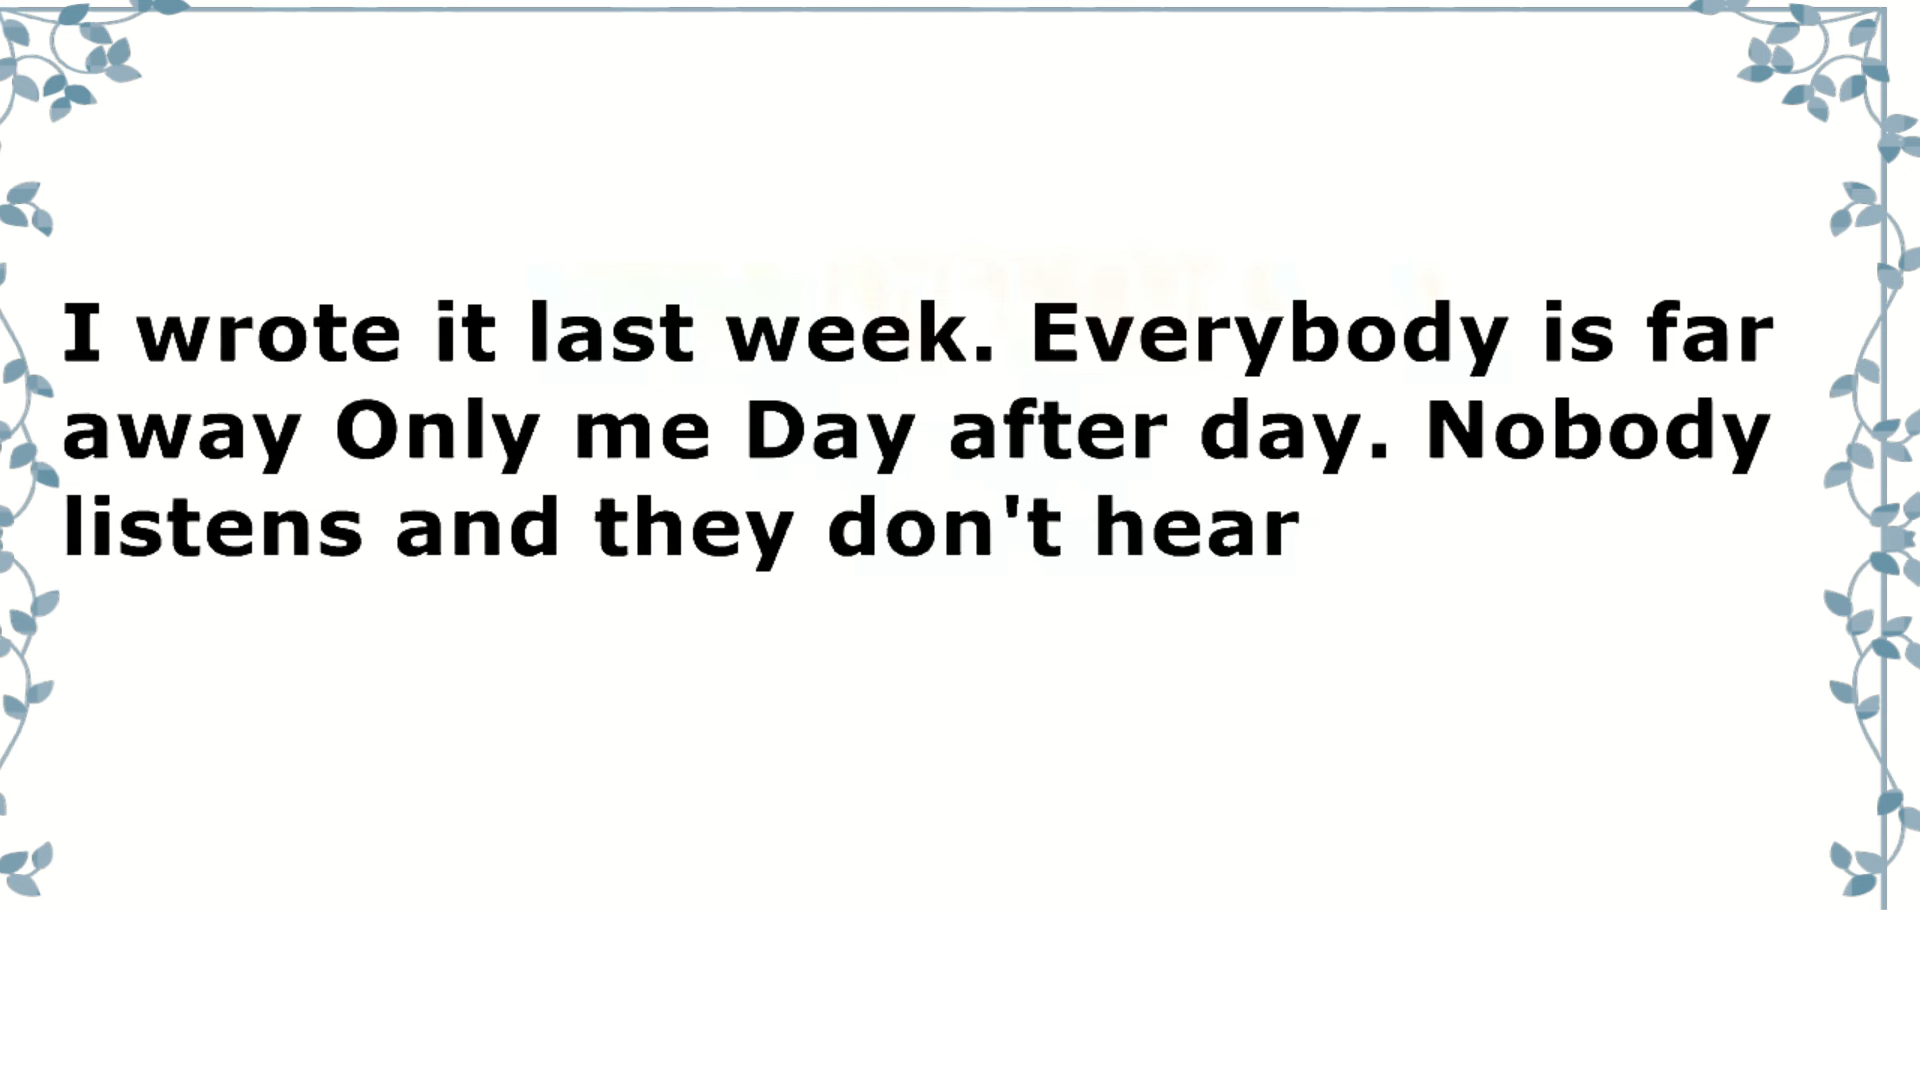 I wrote it last week. Everybody is far
away Only me Day after day. Nobody
listens and they don't hear